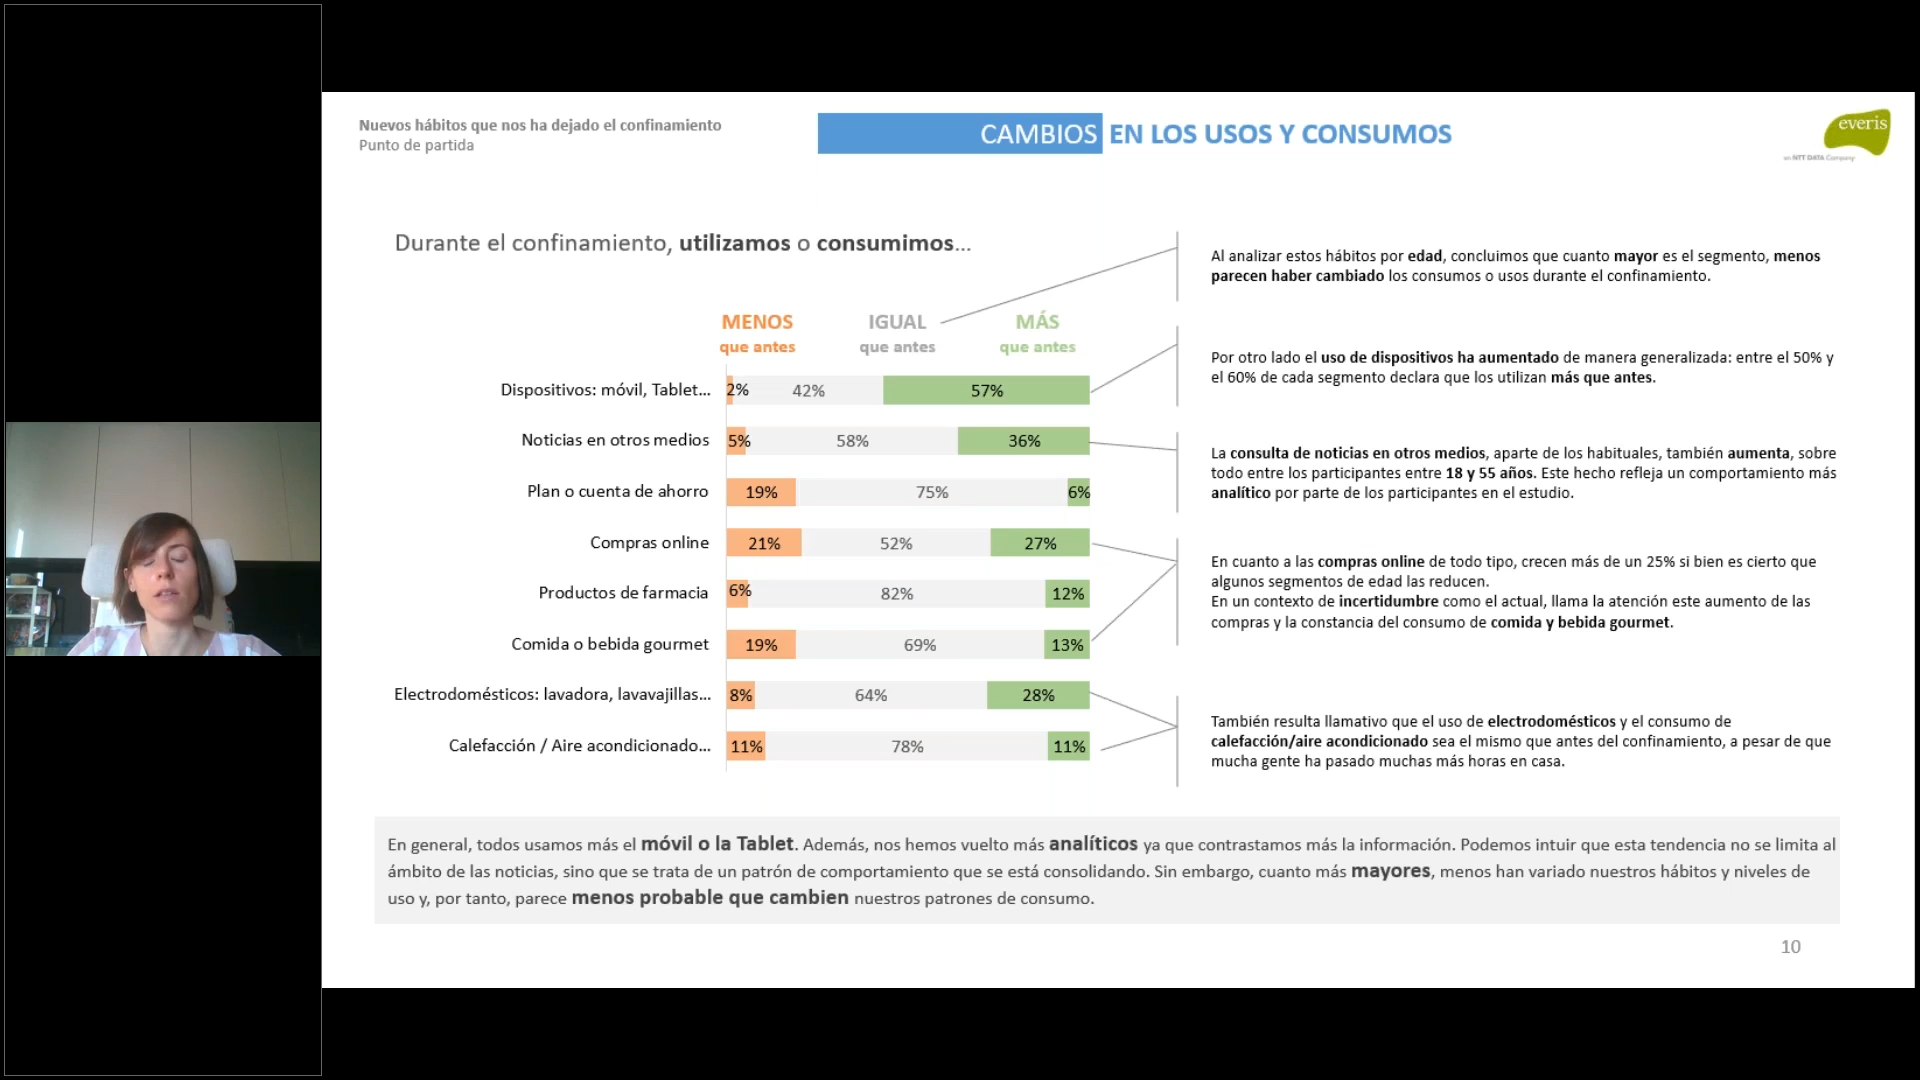 Nuevos hábitos que nos ha dejado el confinamiento
Punto de partida
CAMBIOS EN LOS USOS Y CONSUMOS
everis
an NTT DATA Company
Durante el confinamiento, utilizamos o consumimos...
MENOS IGUAL MÁS
que antes que antes que antes
Dispositivos: móvil, Tablet... 2% 42% 57%
Noticias en otros medios 5% 58% 36%
Plan o cuenta de ahorro 19% 75% 6%
Compras online 21% 52% 27%
Productos de farmacia 6% 82% 12%
Comida o bebida gourmet 19% 69% 13%
Electrodomésticos: lavadora, lavavajillas... 8% 64% 28%
Calefacción / Aire acondicionado... 11% 78% 11%
Al analizar estos hábitos por edad, concluimos que cuanto mayor es el segmento, menos
parecen haber cambiado los consumos o usos durante el confinamiento.
Por otro lado el uso de dispositivos ha aumentado de manera generalizada: entre el 50% y
el 60% de cada segmento declara que los utilizan más que antes.
La consulta de noticias en otros medios, aparte de los habituales, también aumenta, sobre
todo entre los participantes entre 18 y 55 años. Este hecho refleja un comportamiento más
analítico por parte de los participantes en el estudio.
En cuanto a las compras online de todo tipo, crecen más de un 25% si bien es cierto que
algunos segmentos de edad las reducen.
En un contexto de incertidumbre como el actual, llama la atención este aumento de las
compras y la constancia del consumo de comida y bebida gourmet.
También resulta llamativo que el uso de electrodomésticos y el consumo de
calefacción/aire acondicionado sea el mismo que antes del confinamiento, a pesar de que
mucha gente ha pasado muchas más horas en casa.
En general, todos usamos más el móvil o la Tablet. Además, nos hemos vuelto más analíticos ya que contrastamos más la información. Podemos intuir que esta tendencia no se limita al
ámbito de las noticias, sino que se trata de un patrón de comportamiento que se está consolidando. Sin embargo, cuanto más mayores, menos han variado nuestros hábitos y niveles de
uso y, por tanto, parece menos probable que cambien nuestros patrones de consumo.
10